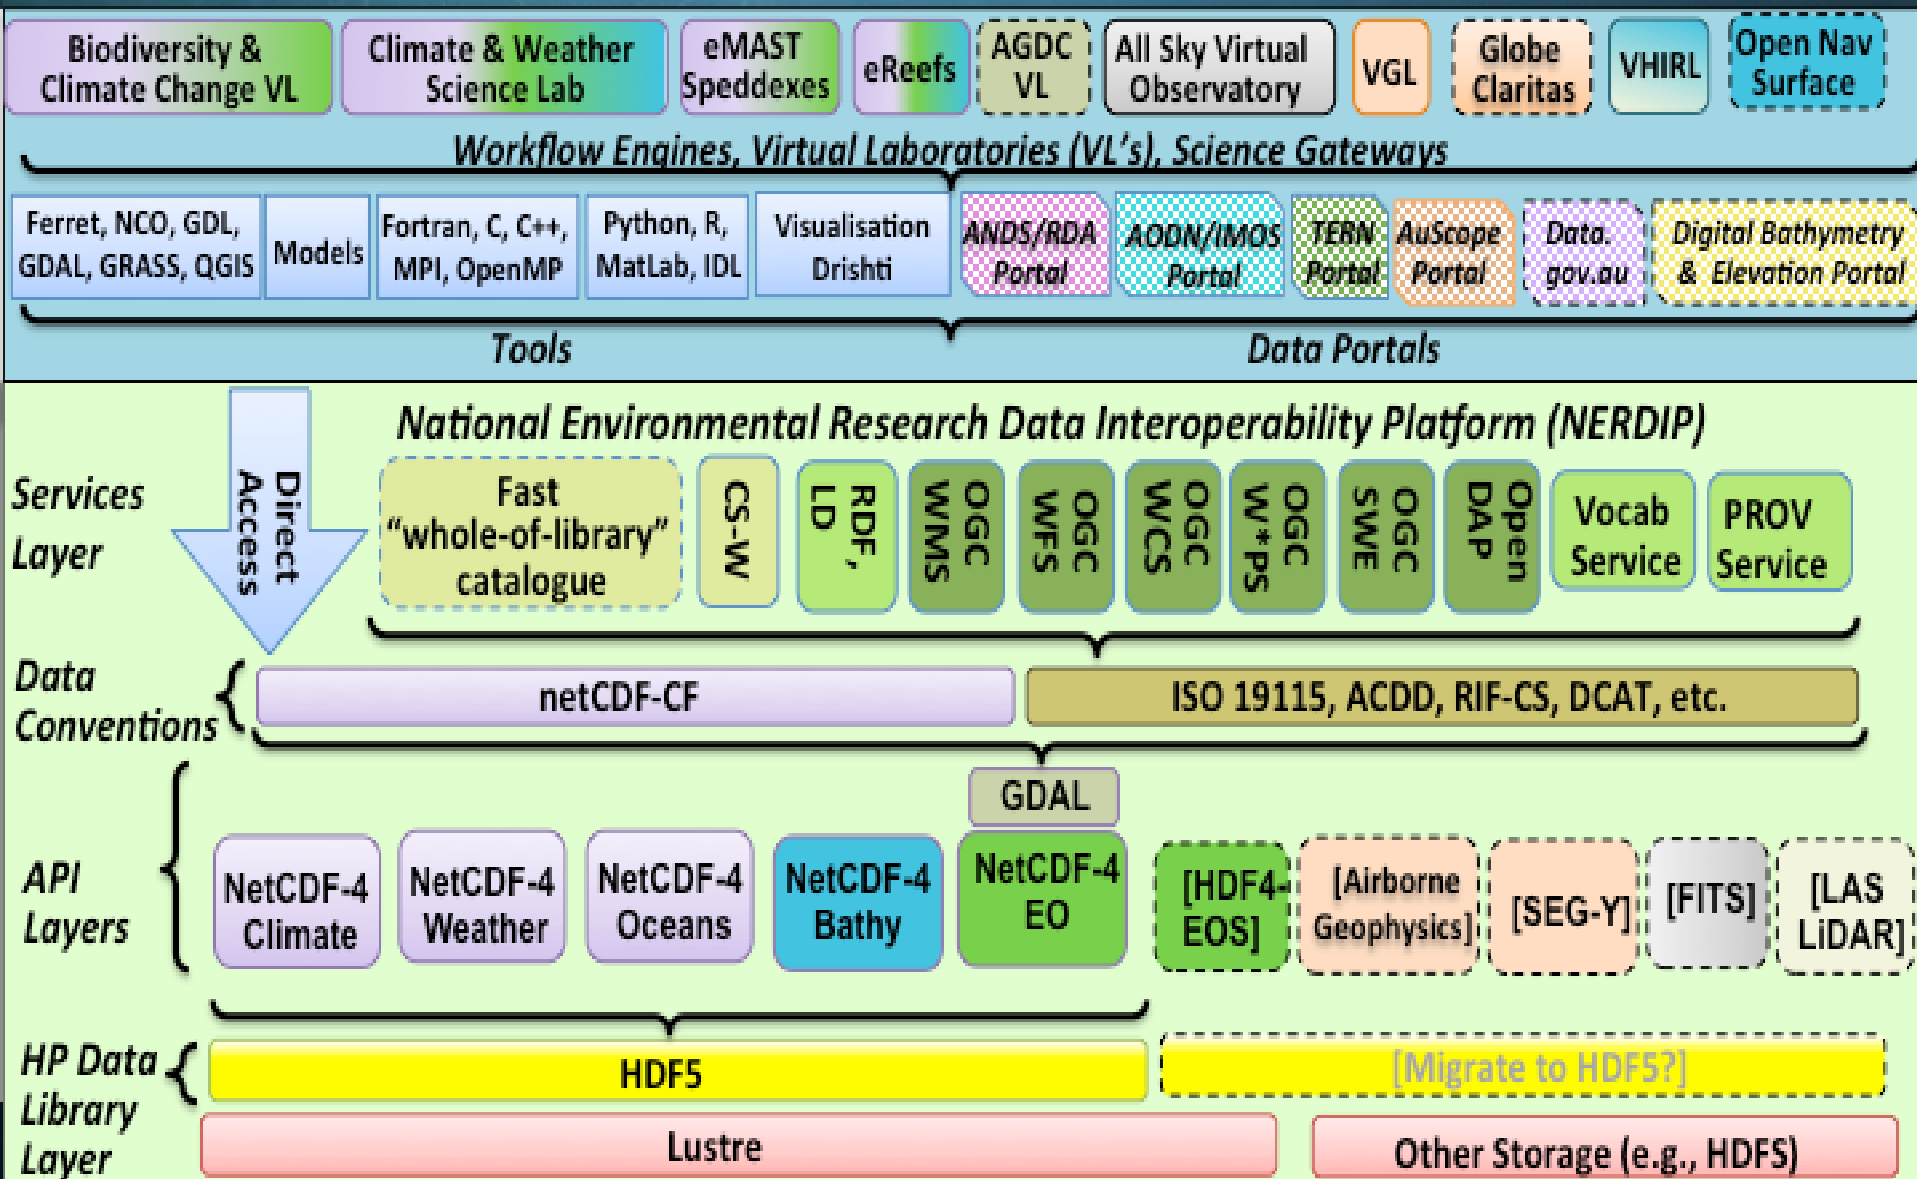 Biodiversity &
Climate Change VL
Climate & Weather
Science Lab
eMAST
Speddexes
eReefs
AGDC
VL
All Sky Virtual
Observatory
VGL
Globe
Claritas
VHIRL
Open Nav
Surface
Workflow Engines, Virtual Laboratories (VL's), Science Gateways
Ferret, NCO, GDL,
GDAL, GRASS, QGIS
Models
Fortran, C, C++,
MPI, OpenMP
Python, R,
MatLab, IDL
Visualisation
Drishti
ANDS/RDA
Portal
AODN/IMOS
Portal
TERN
Portal
AuScope
Portal
Data.
gov.au
Digital Bathymetry
& Elevation Portal
Tools
Data Portals
National Environmental Research Data Interoperability Platform (NERDIP)
Services
Layer
Direct
Access
Fast
“whole-of-library”
catalogue
CS-W
RDF,
LD
OGC
WMS
OGC
WFS
OGC
WCS
OGC
W*PS
OGC
SWE
Open
DAP
Vocab
Service
PROV
Service
Data
Conventions
netCDF-CF
ISO 19115, ACDD, RIF-CS, DCAT, etc.
GDAL
API
Layers
NetCDF-4
Climate
NetCDF-4
Weather
NetCDF-4
Oceans
NetCDF-4
Bathy
NetCDF-4
EO
[HDF4-
EOS]
[Airborne
Geophysics]
[SEG-Y]
[FITS]
[LAS
LiDAR]
HP Data
Library
Layer
HDF5
[Migrate to HDF5?]
Lustre
Other Storage (e.g., HDFS)